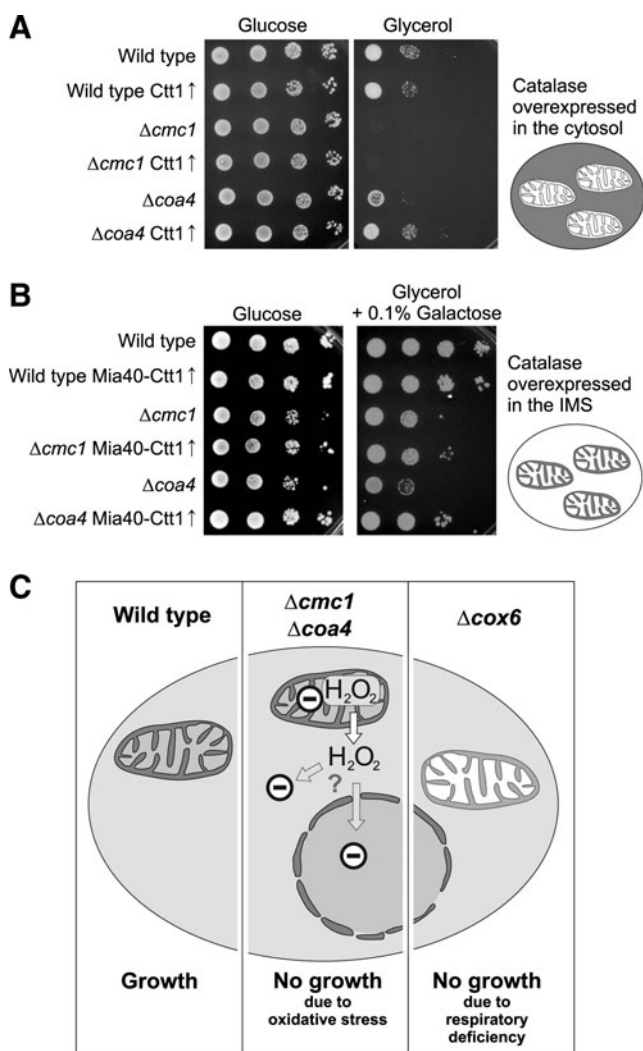 A
Glucose
Glycerol
Wild type
Wild type Ctt1↑
Δcmc1
Δcmc1 Ctt1↑
Δcoa4
Δcoa4 Ctt1↑
Catalase
overexpressed
in the cytosol
B
Glucose
Glycerol
+ 0.1% Galactose
Wild type
Wild type Mia40-Ctt1↑
Δcmc1
Δcmc1 Mia40-Ctt1↑
Δcoa4
Δcoa4 Mia40-Ctt1↑
Catalase
overexpressed
in the IMS
C
Wild type
Δcmc1
Δcoa4
Δcox6
H₂O₂
H₂O₂
?
Growth
No growth
due to
oxidative stress
No growth
due to
respiratory
deficiency